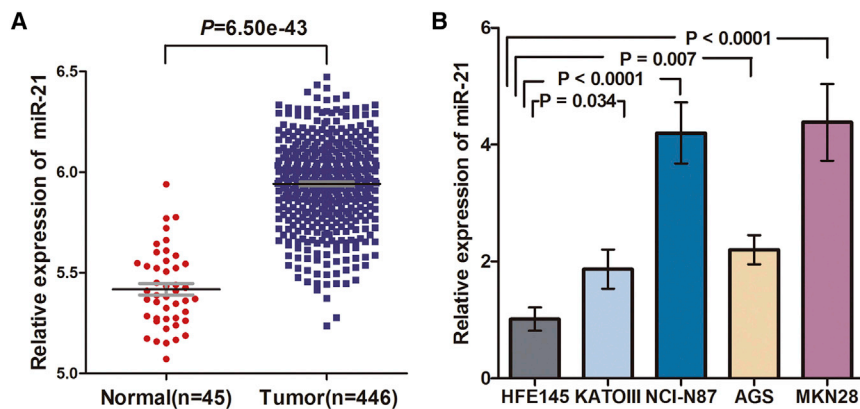 A
P=6.50e-43
Relative expression of miR-21
6.5
6.0
5.5
5.0
Normal(n=45) Tumor(n=446)
B
Relative expression of miR-21
6
4
2
0
P < 0.0001
P = 0.007
P < 0.0001
P = 0.034
HFE145 KATOIII NCI-N87 AGS MKN28